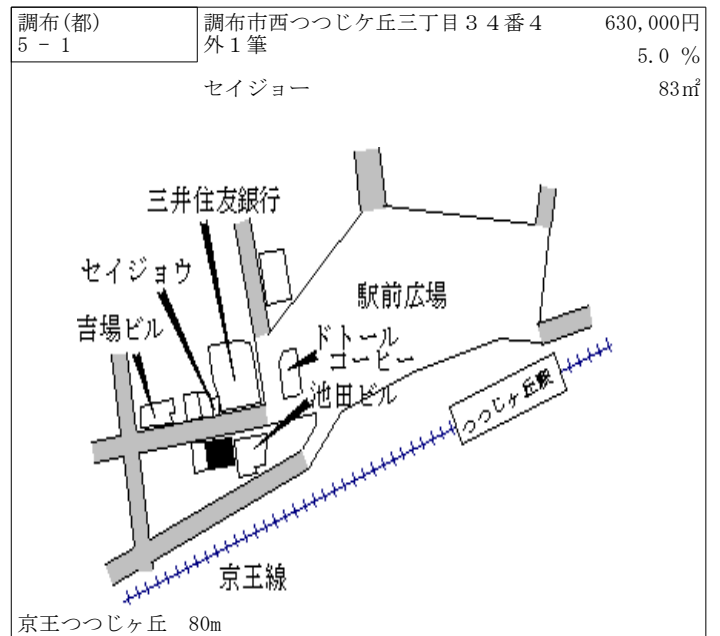 調布(都)
5 - 1
調布市西つつじケ丘三丁目３４番４
外１筆
630,000円
5.0 %
セイジョー
83㎡
三井住友銀行
セイジョウ
吉場ビル
駅前広場
ドトール
コーヒー
池田ビル
つつじヶ丘駅
京王線
京王つつじヶ丘　80m